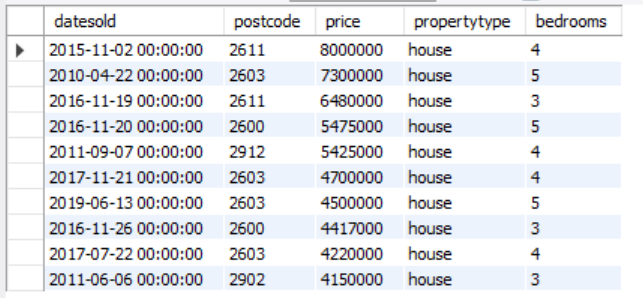 datesold postcode price propertytype bedrooms
2015-11-02 00:00:00 2611 8000000 house 4
2010-04-22 00:00:00 2603 7300000 house 5
2016-11-19 00:00:00 2611 6480000 house 3
2016-11-20 00:00:00 2600 5475000 house 5
2011-09-07 00:00:00 2912 5425000 house 4
2017-11-21 00:00:00 2603 4700000 house 4
2019-06-13 00:00:00 2603 4500000 house 5
2016-11-26 00:00:00 2600 4417000 house 3
2017-07-22 00:00:00 2603 4220000 house 4
2011-06-06 00:00:00 2902 4150000 house 3